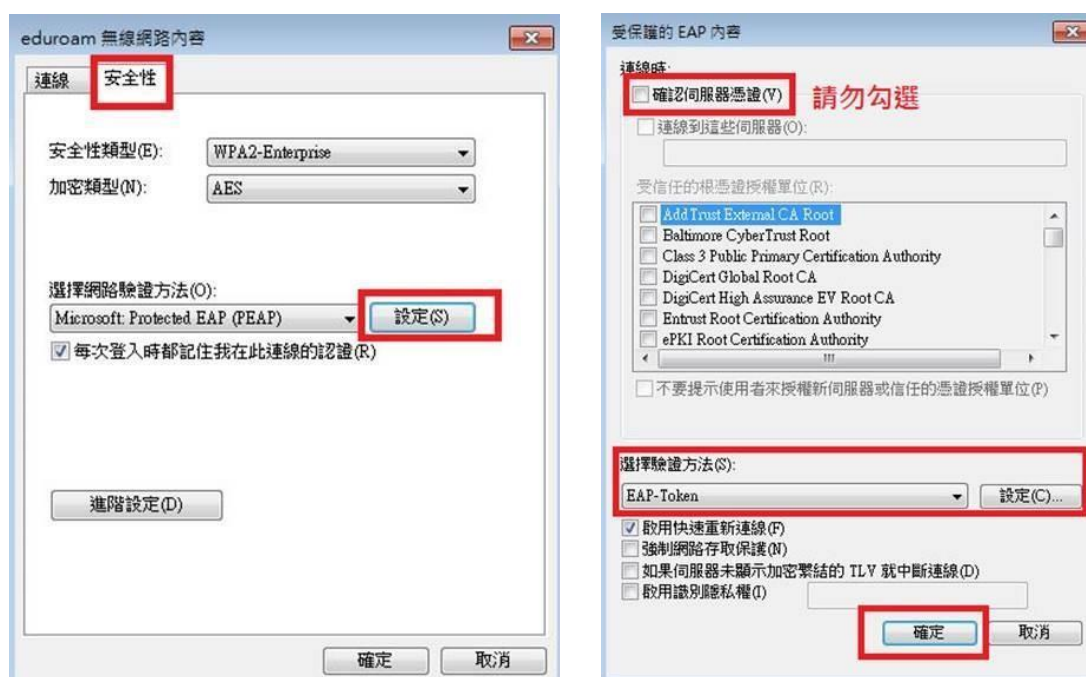 eduroam 無線網路內容
連線
安全性
安全性類型(E):
WPA2-Enterprise
加密類型(N):
AES
選擇網路驗證方法(O):
Microsoft: Protected EAP (PEAP)
設定(S)
每次登入時都記住我在此連線的認證(R)
進階設定(D)
確定
取消
受保護的 EAP 內容
連線時:
確認伺服器憑證(V)
請勿勾選
連線到這些伺服器(O):
受信任的根憑證授權單位(R):
AddTrust External CA Root
Baltimore CyberTrust Root
Class 3 Public Primary Certification Authority
DigiCert Global Root CA
DigiCert High Assurance EV Root CA
Entrust Root Certification Authority
ePKI Root Certification Authority
不要提示使用者來授權新伺服器或信任的憑證授權單位(P)
選擇驗證方法(S):
EAP-Token
設定(C)...
啟用快速重新連線(F)
強制網路存取保護(N)
如果伺服器未顯示加密繫結的 TLV 就中斷連線(D)
啟用識別隱私權(I)
確定
取消